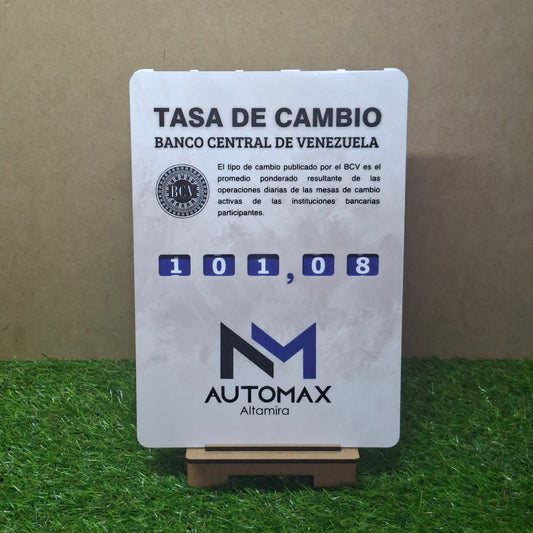 TASA DE CAMBIO
BANCO CENTRAL DE VENEZUELA
El tipo de cambio publicado por el BCV es el
promedio ponderado resultante de las
operaciones diarias de las mesas de cambio
activas de las instituciones bancarias
participantes.
BCV
101,08
AUTOMAX
Altamira